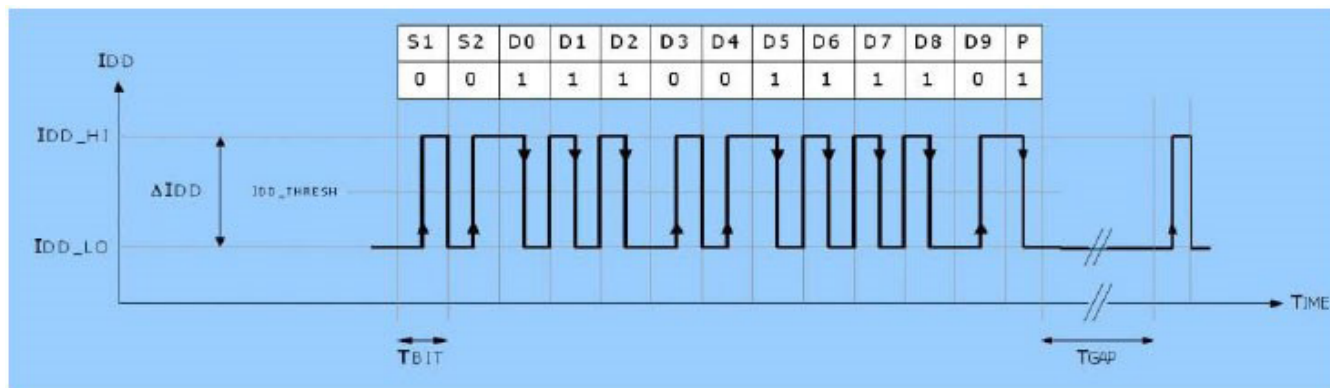 S1 S2 D0 D1 D2 D3 D4 D5 D6 D7 D8 D9 P
0 0 1 1 1 0 0 1 1 1 1 0 1
IDD
IDD_HI
ΔIDD
IDD_THRESH
IDD_LO
TIME
TBIT
TGAP